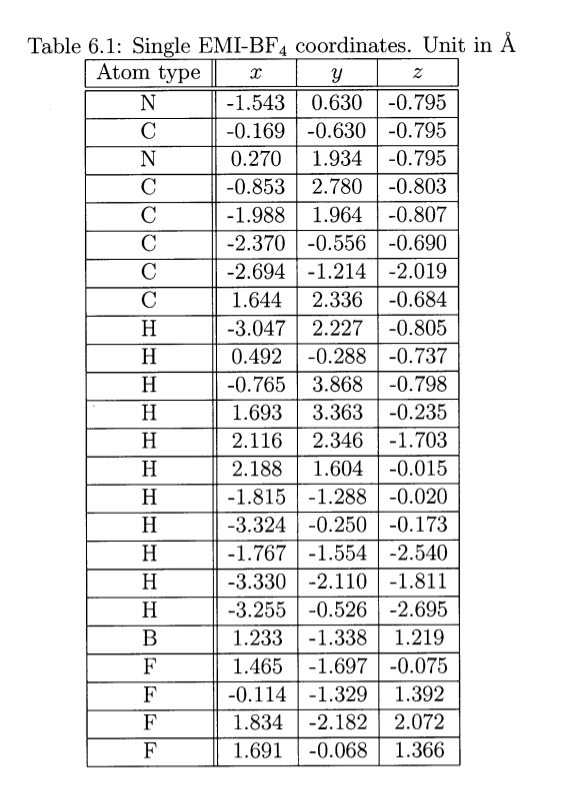 Table 6.1: Single EMI-BF4 coordinates. Unit in Å
Atom type x y z
N -1.543 0.630 -0.795
C -0.169 -0.630 -0.795
N 0.270 1.934 -0.795
C -0.853 2.780 -0.803
C -1.988 1.964 -0.807
C -2.370 -0.556 -0.690
C -2.694 -1.214 -2.019
C 1.644 2.336 -0.684
H -3.047 2.227 -0.805
H 0.492 -0.288 -0.737
H -0.765 3.868 -0.798
H 1.693 3.363 -0.235
H 2.116 2.346 -1.703
H 2.188 1.604 -0.015
H -1.815 -1.288 -0.020
H -3.324 -0.250 -0.173
H -1.767 -1.554 -2.540
H -3.330 -2.110 -1.811
H -3.255 -0.526 -2.695
B 1.233 -1.338 1.219
F 1.465 -1.697 -0.075
F -0.114 -1.329 1.392
F 1.834 -2.182 2.072
F 1.691 -0.068 1.366